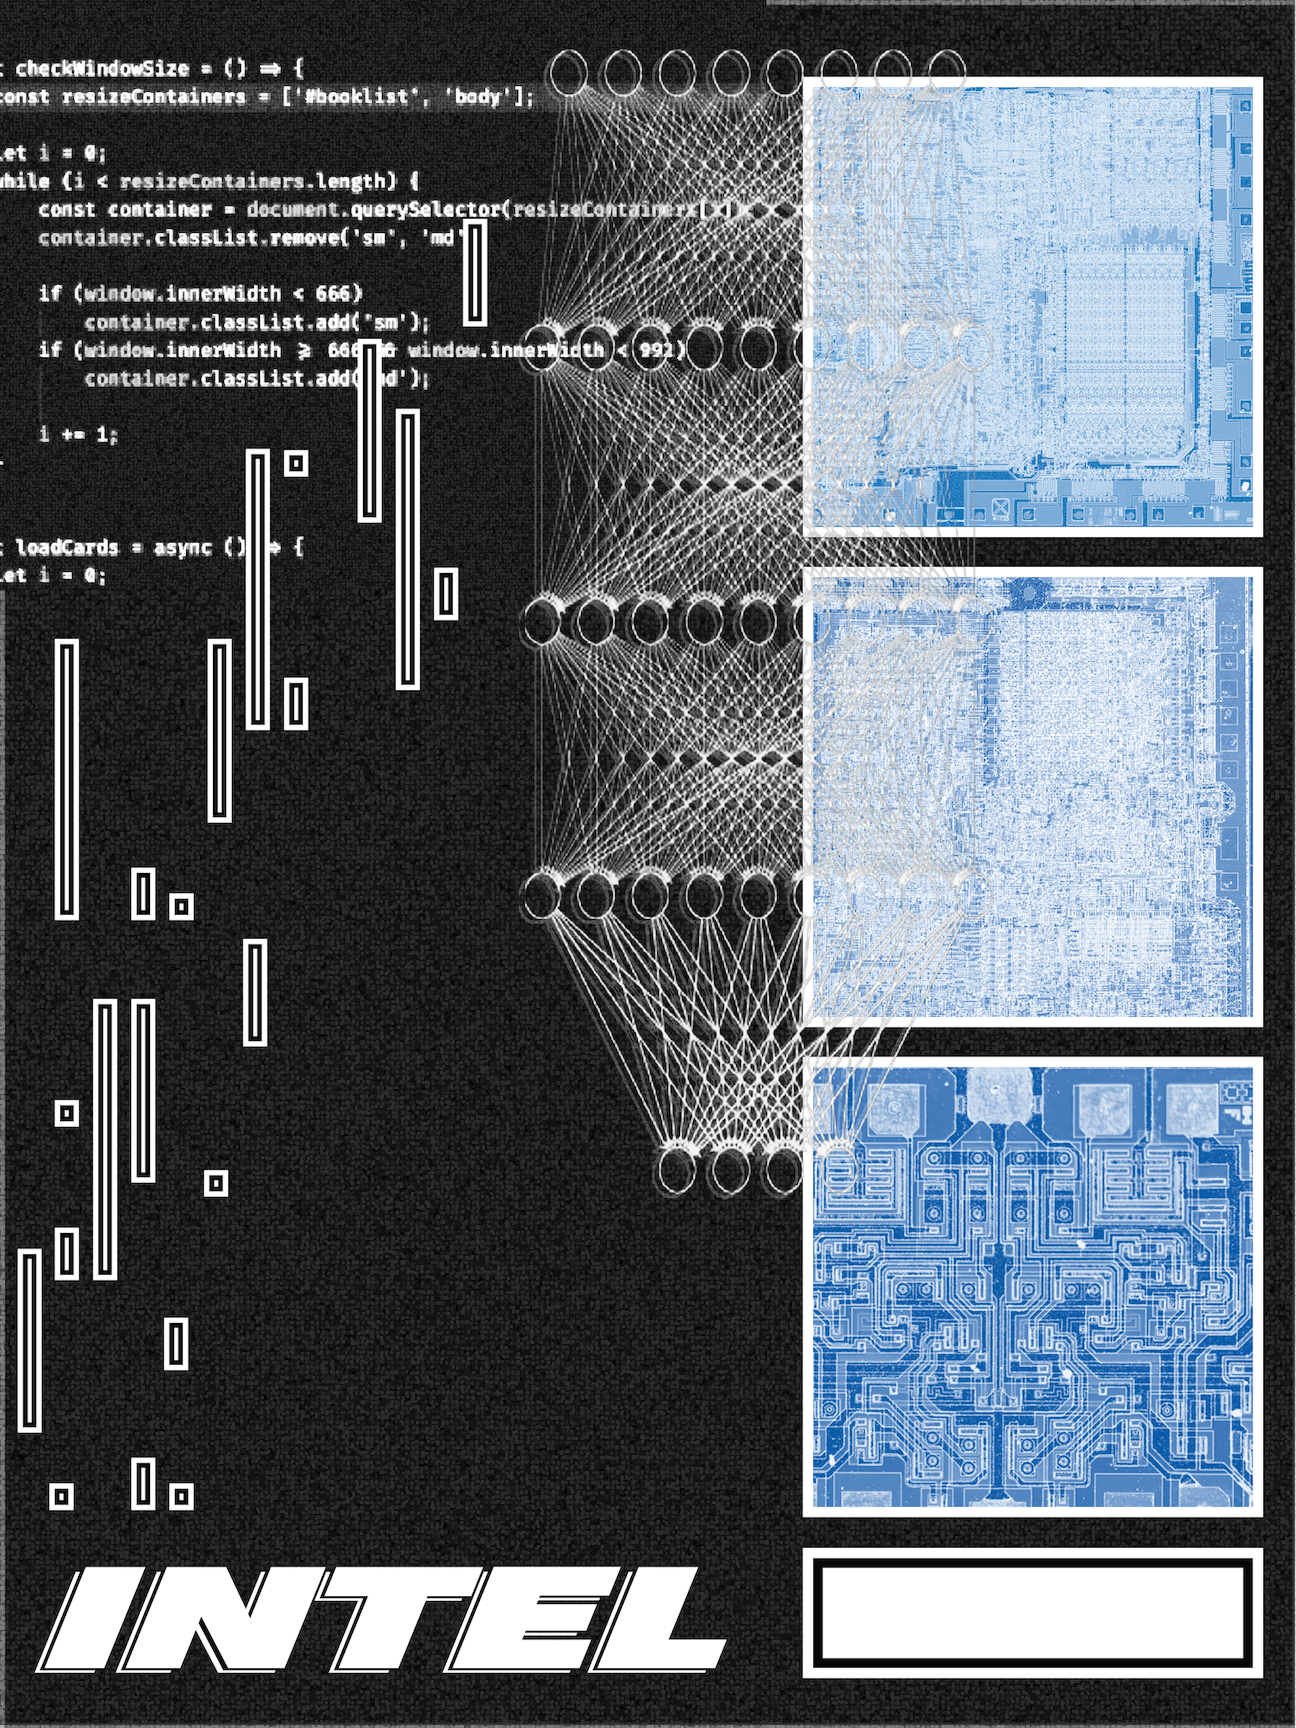 t checkWindowSize = () => {
const resizeContainers = ['#booklist', 'body'];
let i = 0;
while (i < resizeContainers.length) {
const container = document.querySelector(resizeContainers[i]);
container.classList.remove('sm', 'md'
if (window.innerWidth < 666)
container.classList.add('sm');
if (window.innerWidth >= 666 && window.innerWidth < 992)
container.classList.add('md');
i += 1;
t loadCards = async () => {
let i = 0;
INTEL